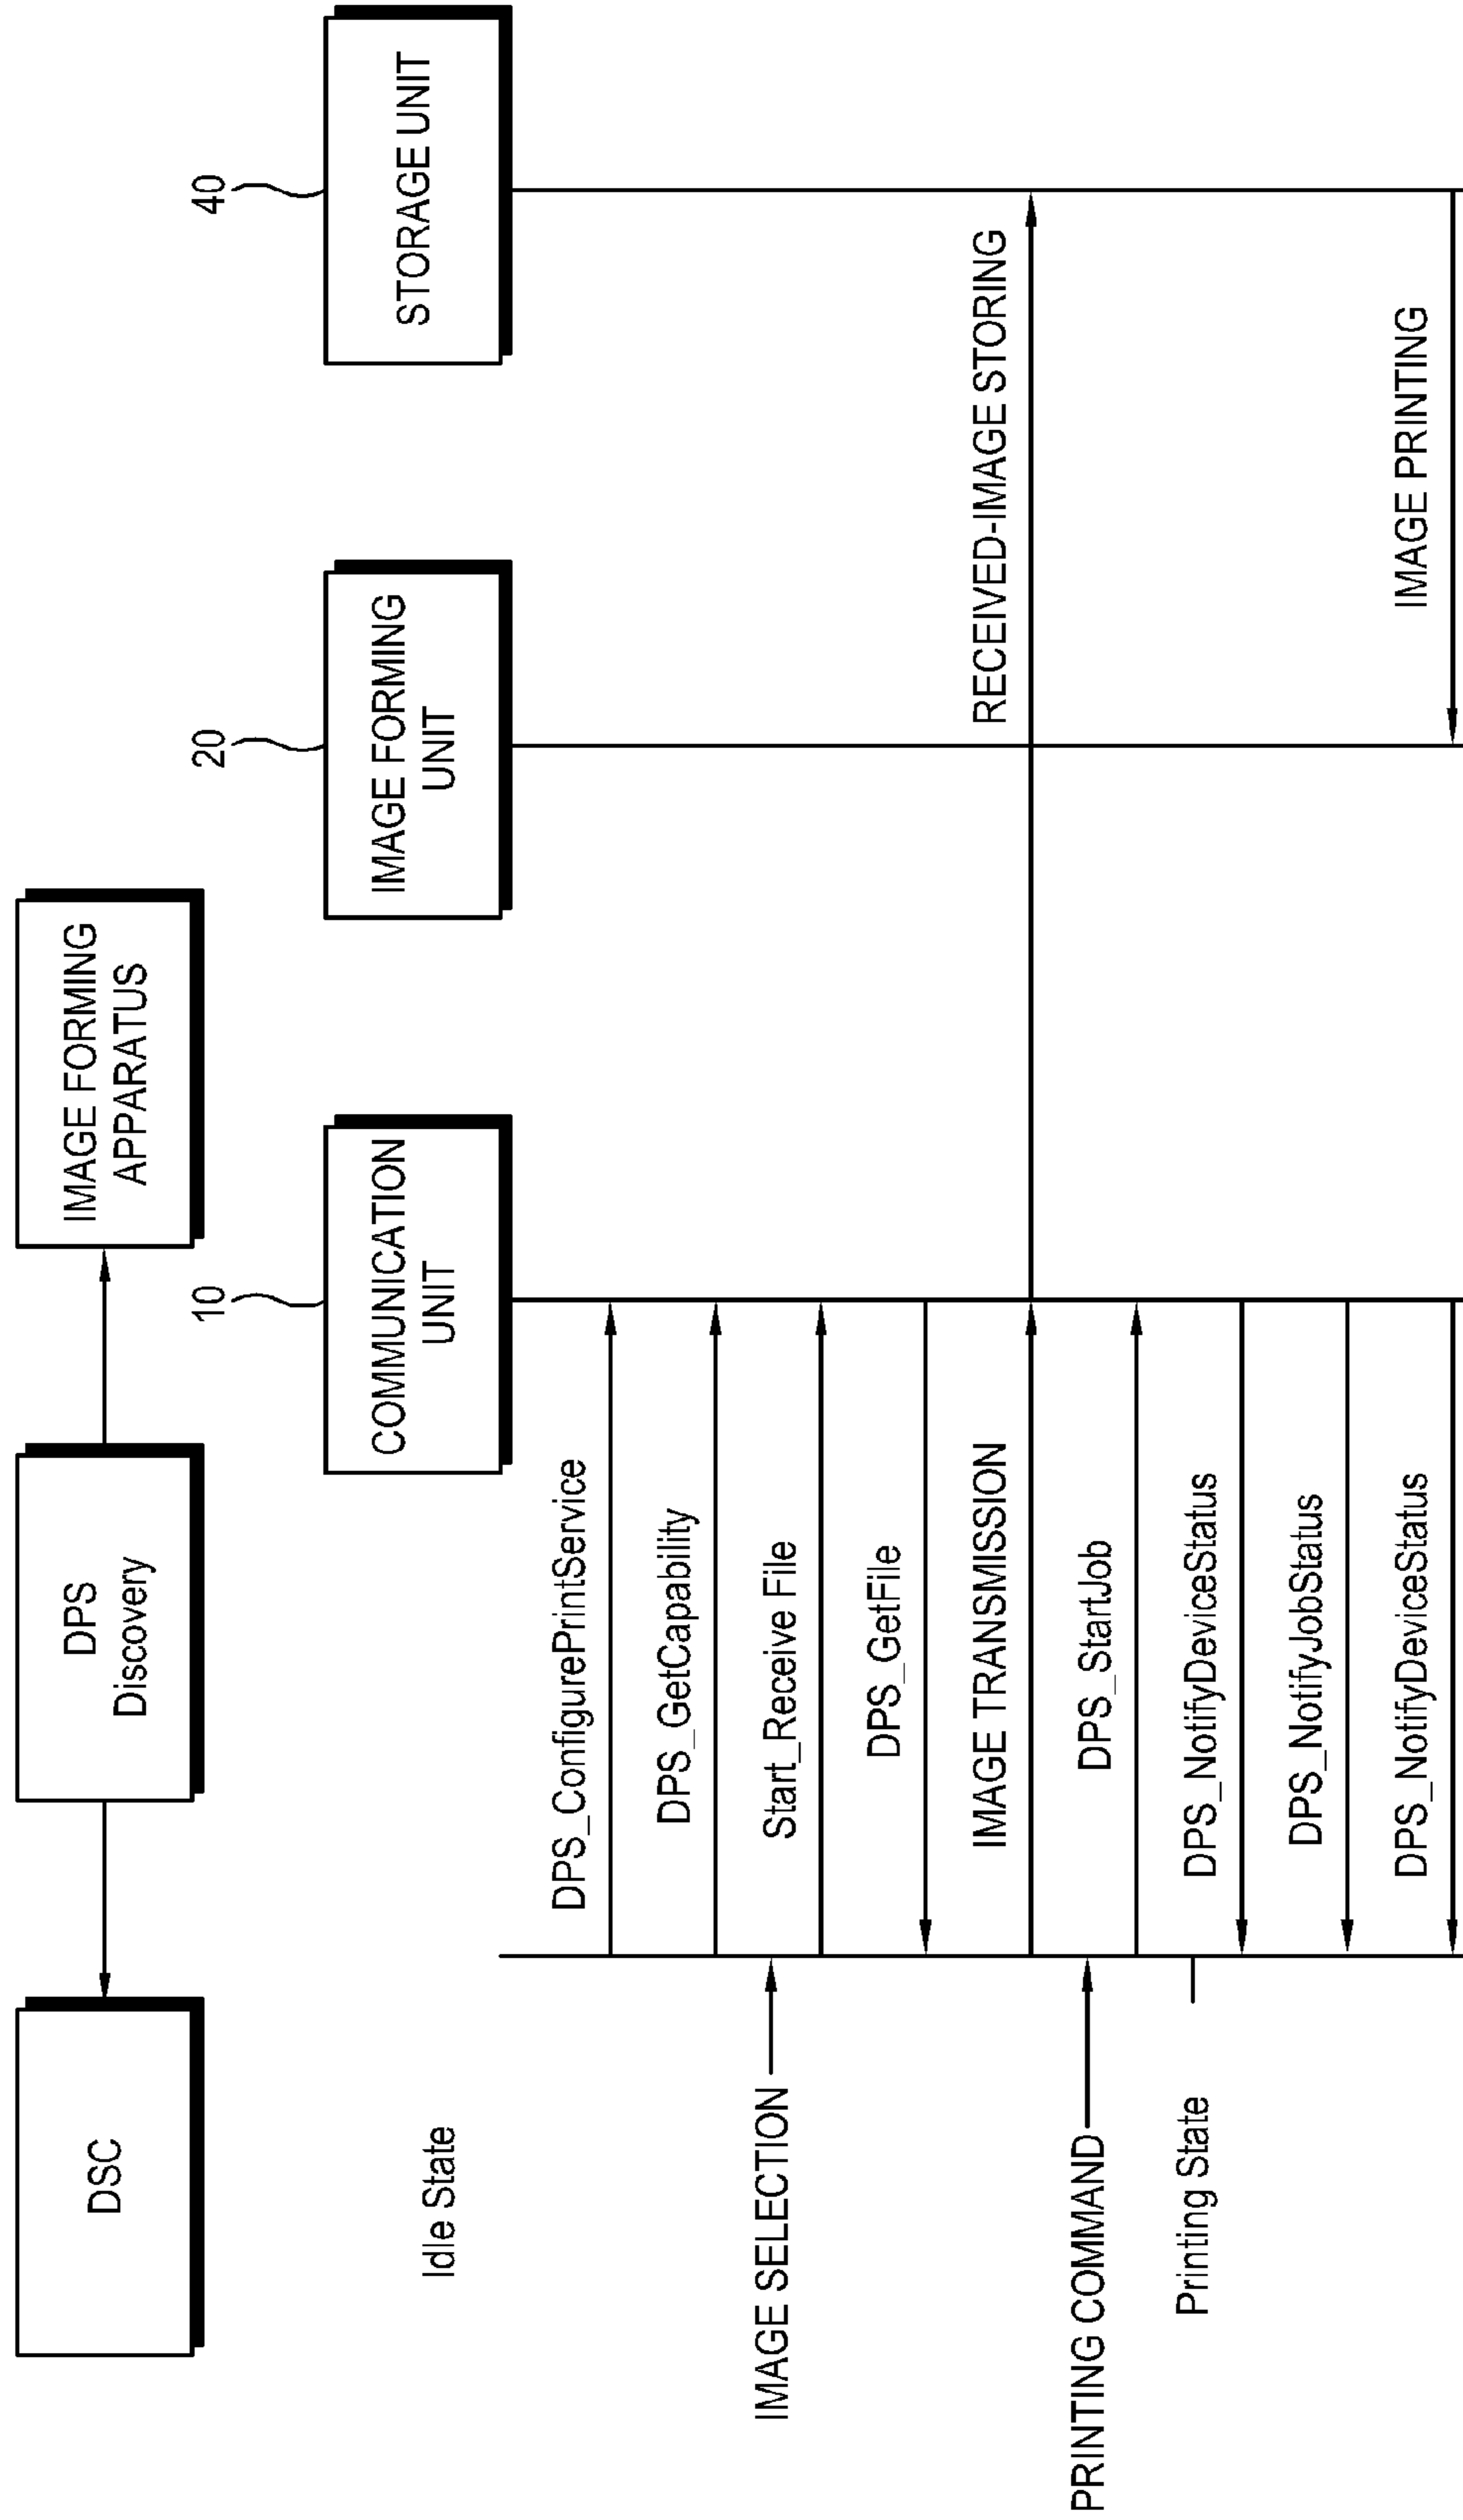 DSC
DPS
Discovery
IMAGE FORMING
APPARATUS
10
20
40
Idle State
COMMUNICATION
UNIT
IMAGE FORMING
UNIT
STORAGE UNIT
DPS_ConfigurePrintService
DPS_GetCapability
IMAGE SELECTION
Start_Receive File
DPS_GetFile
IMAGE TRANSMISSION
RECEIVED-IMAGE STORING
PRINTING COMMAND
DPS_StartJob
Printing State
DPS_NotifyDeviceStatus
DPS_NotifyJobStatus
DPS_NotifyDeviceStatus
IMAGE PRINTING